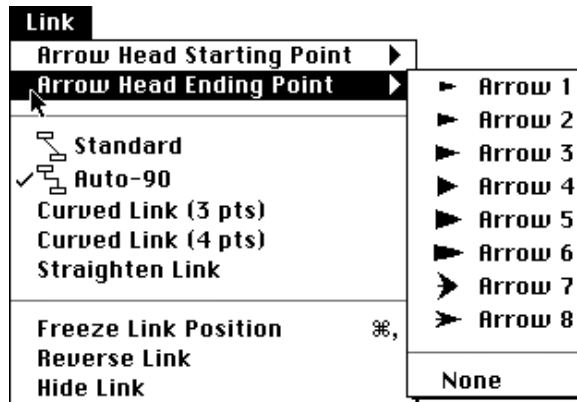 Link
Arrow Head Starting Point
Arrow Head Ending Point
Standard
Auto-90
Curved Link (3 pts)
Curved Link (4 pts)
Straighten Link
Freeze Link Position ⌘,
Reverse Link
Hide Link
Arrow 1
Arrow 2
Arrow 3
Arrow 4
Arrow 5
Arrow 6
Arrow 7
Arrow 8
None